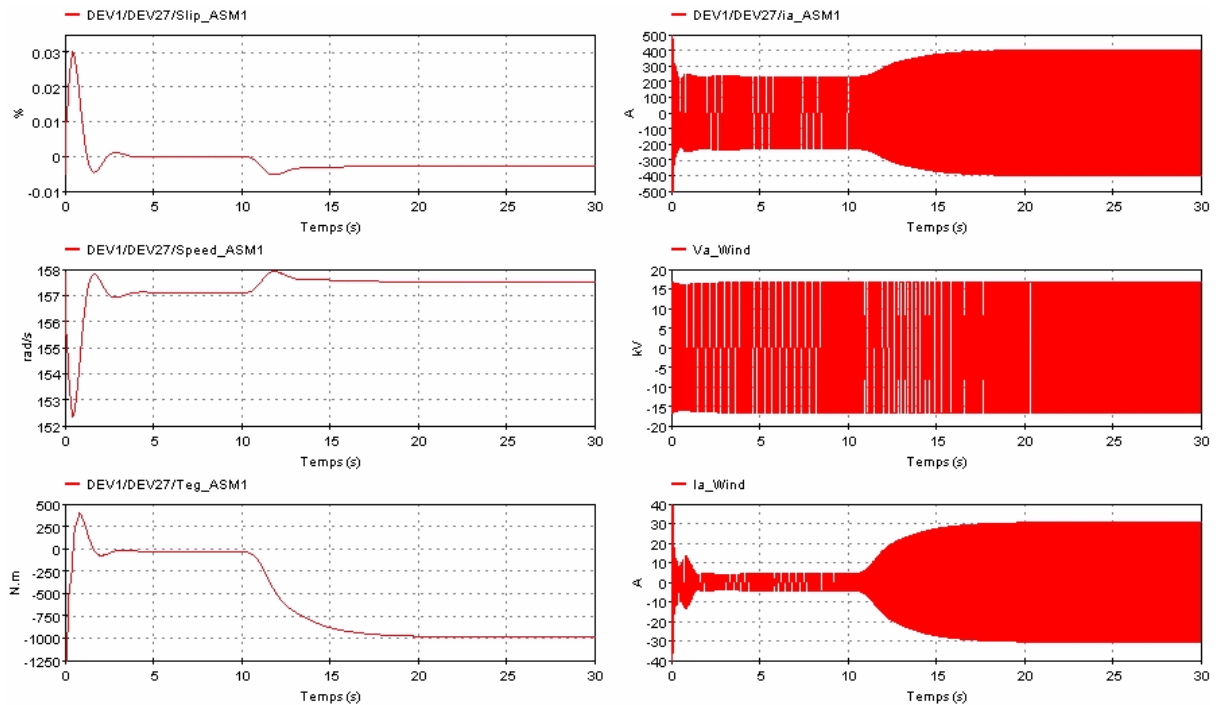 DEV1/DEV27/Slip_ASM1
0.03
0.02
0.01
0
-0.01
%
0 5 10 15 20 25 30
Temps (s)
DEV1/DEV27/ia_ASM1
500
400
300
200
100
0
-100
-200
-300
-400
-500
A
0 5 10 15 20 25 30
Temps (s)
DEV1/DEV27/Speed_ASM1
158
157
156
155
154
153
152
rad/s
0 5 10 15 20 25 30
Temps (s)
Va_Wind
20
15
10
5
0
-5
-10
-15
-20
kV
0 5 10 15 20 25 30
Temps (s)
DEV1/DEV27/Teg_ASM1
500
250
0
-250
-500
-750
-1000
-1250
N.m
0 5 10 15 20 25 30
Temps (s)
Ia_Wind
40
30
20
10
0
-10
-20
-30
-40
A
0 5 10 15 20 25 30
Temps (s)